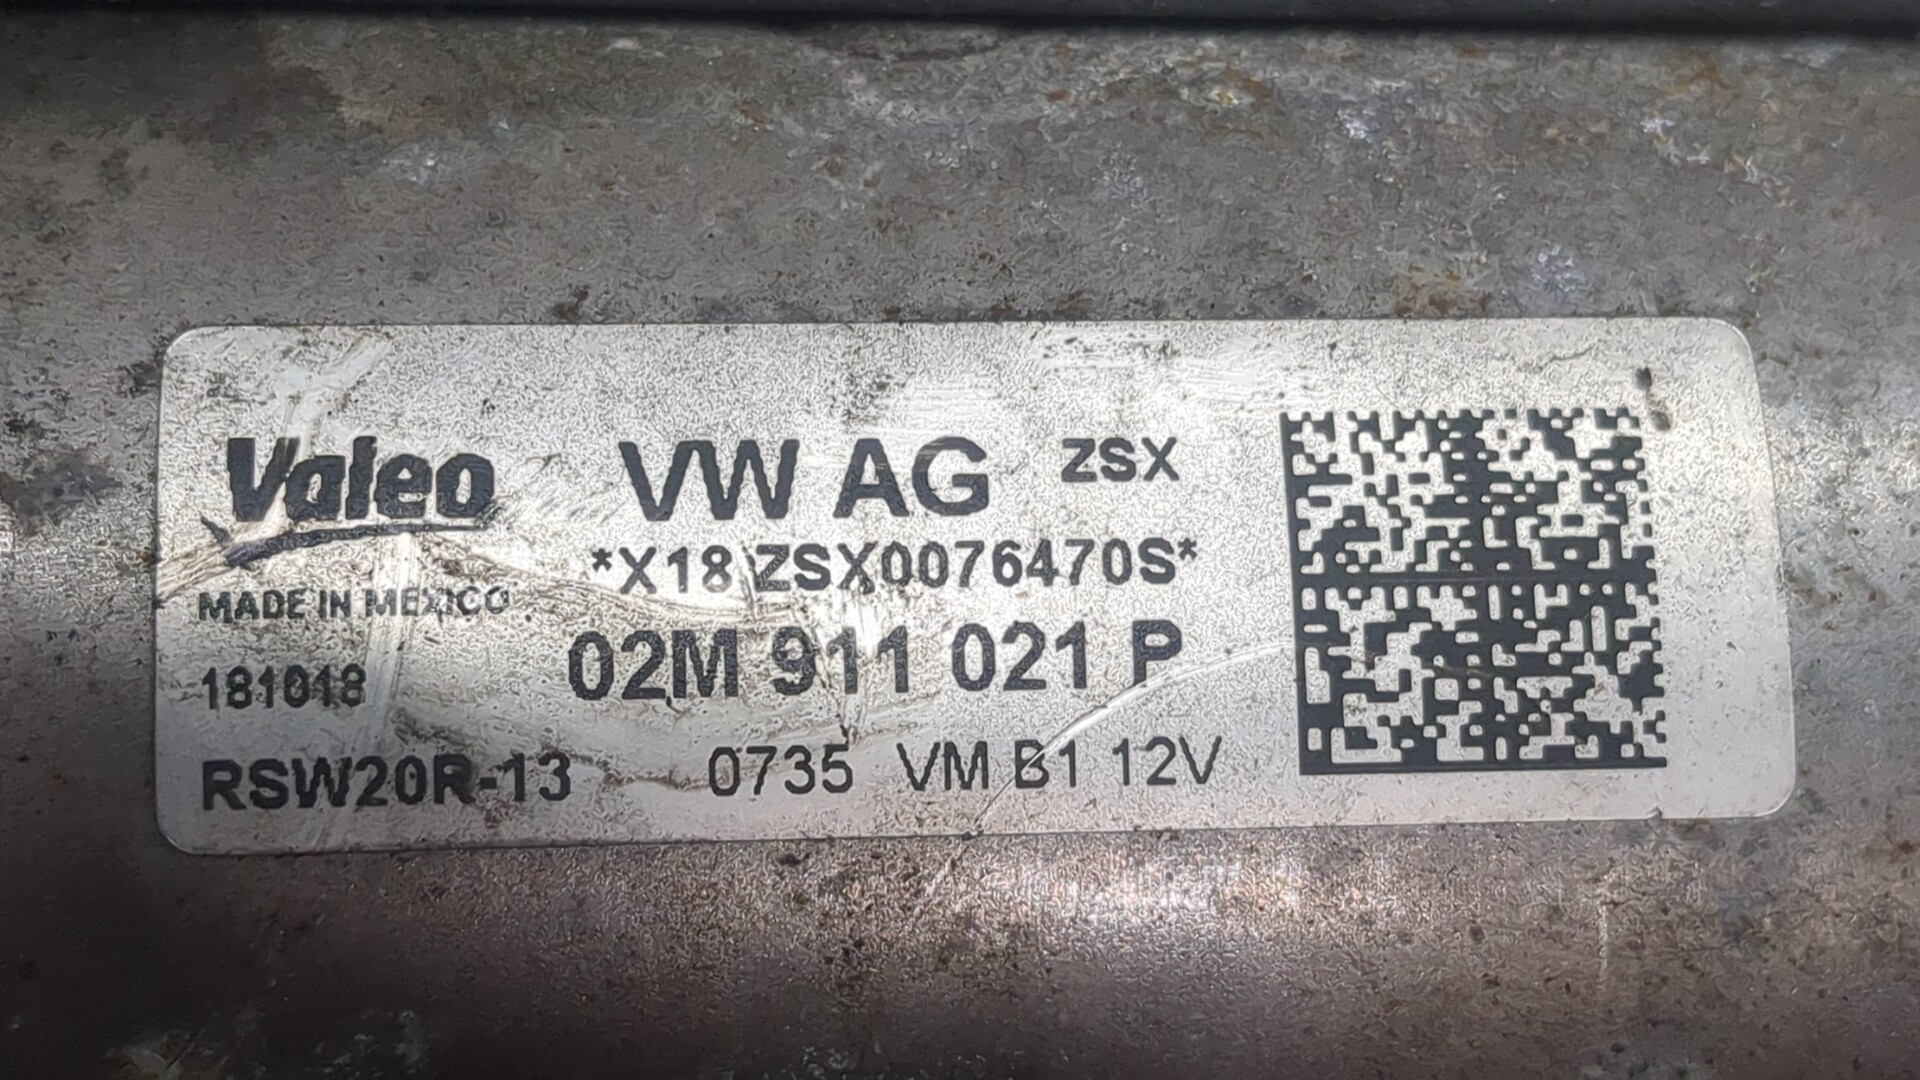 Valeo VW AG ZSX
*X18 ZSX0076470S*
MADE IN MEXICO
02M 911 021 P
181018
RSW20R-13 0735 VM B1 12V